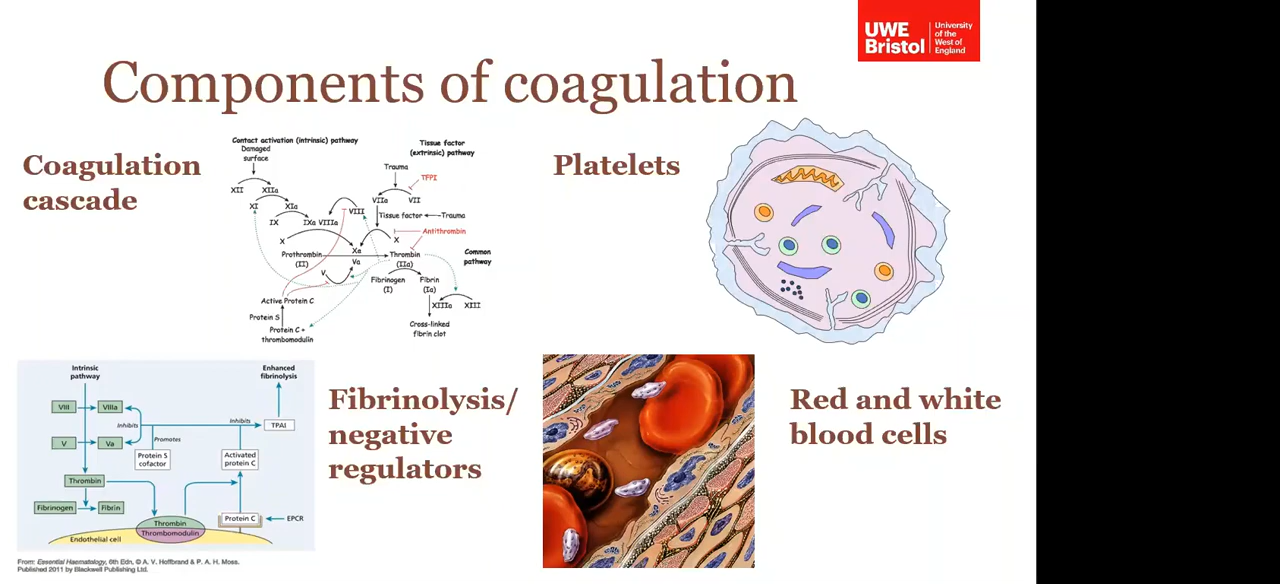 UWE
Bristol
University
of the
West of
England
Components of coagulation
Coagulation
cascade
Contact activation (intrinsic) pathway
Damaged
surface
Tissue factor
(extrinsic) pathway
Trauma
TFPI
XII
XIIa
VIIa
VII
XI
XIa
VIII
Tissue factor
Trauma
IX
IXa
VIIIa
X
X
Antithrombin
Xa
Prothrombin
(II)
Thrombin
(IIa)
Common
pathway
Va
V
Fibrinogen
(I)
Fibrin
(Ia)
Active Protein C
XIIIa
XIII
Protein S
Cross-linked
fibrin clot
Protein C +
thrombomodulin
Platelets
Intrinsic
pathway
Enhanced
fibrinolysis
VIII
VIIIa
Inhibits
Inhibits
TPAI
V
Va
Promotes
Protein S
cofactor
Activated
protein C
Thrombin
Fibrinogen
Fibrin
Thrombin
Thrombomodulin
Protein C
EPCR
Endothelial cell
From: Essential Haematology, 6th Edn. © A. V. Hoffbrand & P. A. H. Moss.
Published 2011 by Blackwell Publishing Ltd.
Fibrinolysis/
negative
regulators
Red and white
blood cells